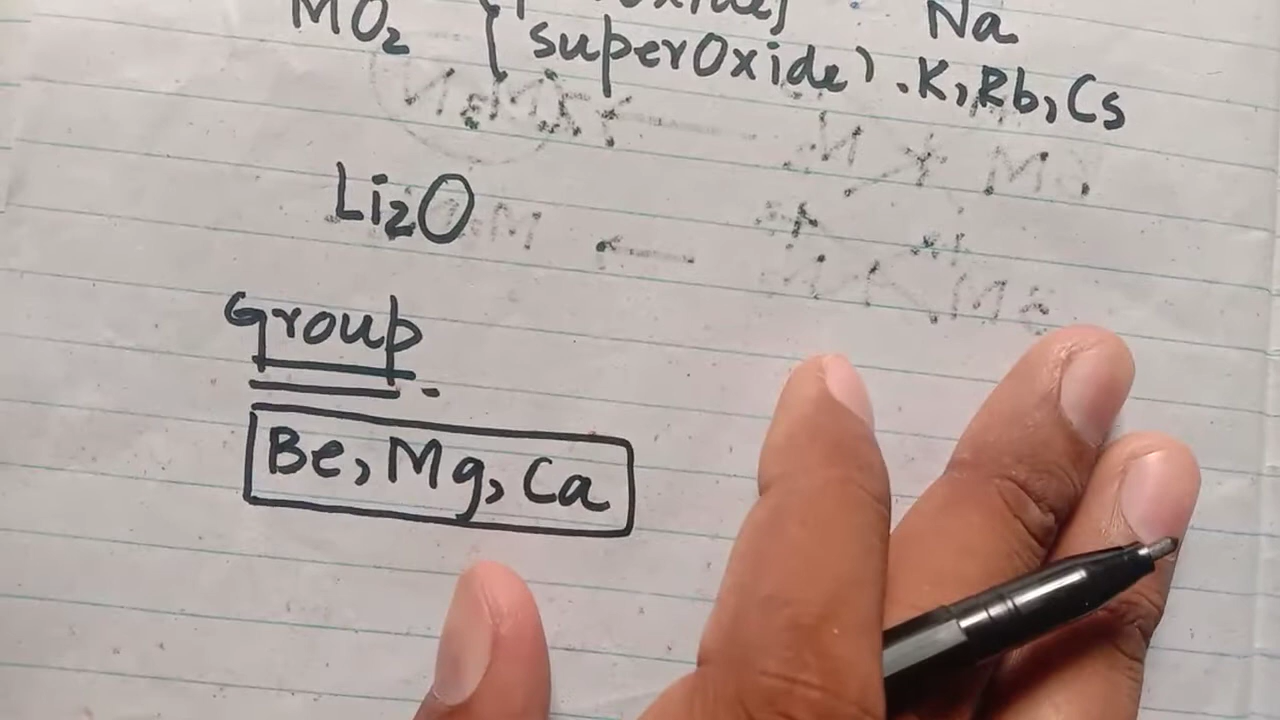 MO2 Na
( superOxide) . K, Rb, Cs
Li2O
Group
Be, Mg, Ca